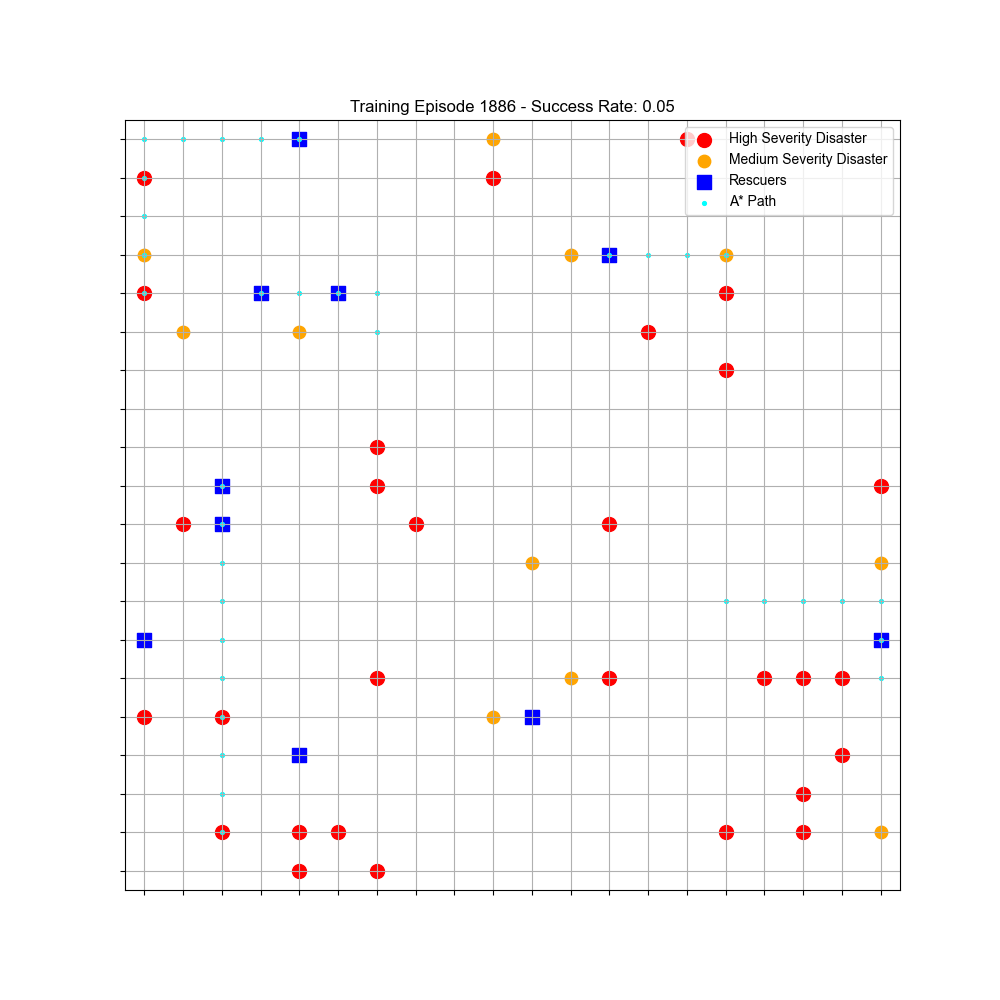 Training Episode 1886 - Success Rate: 0.05
High Severity Disaster
Medium Severity Disaster
Rescuers
A* Path